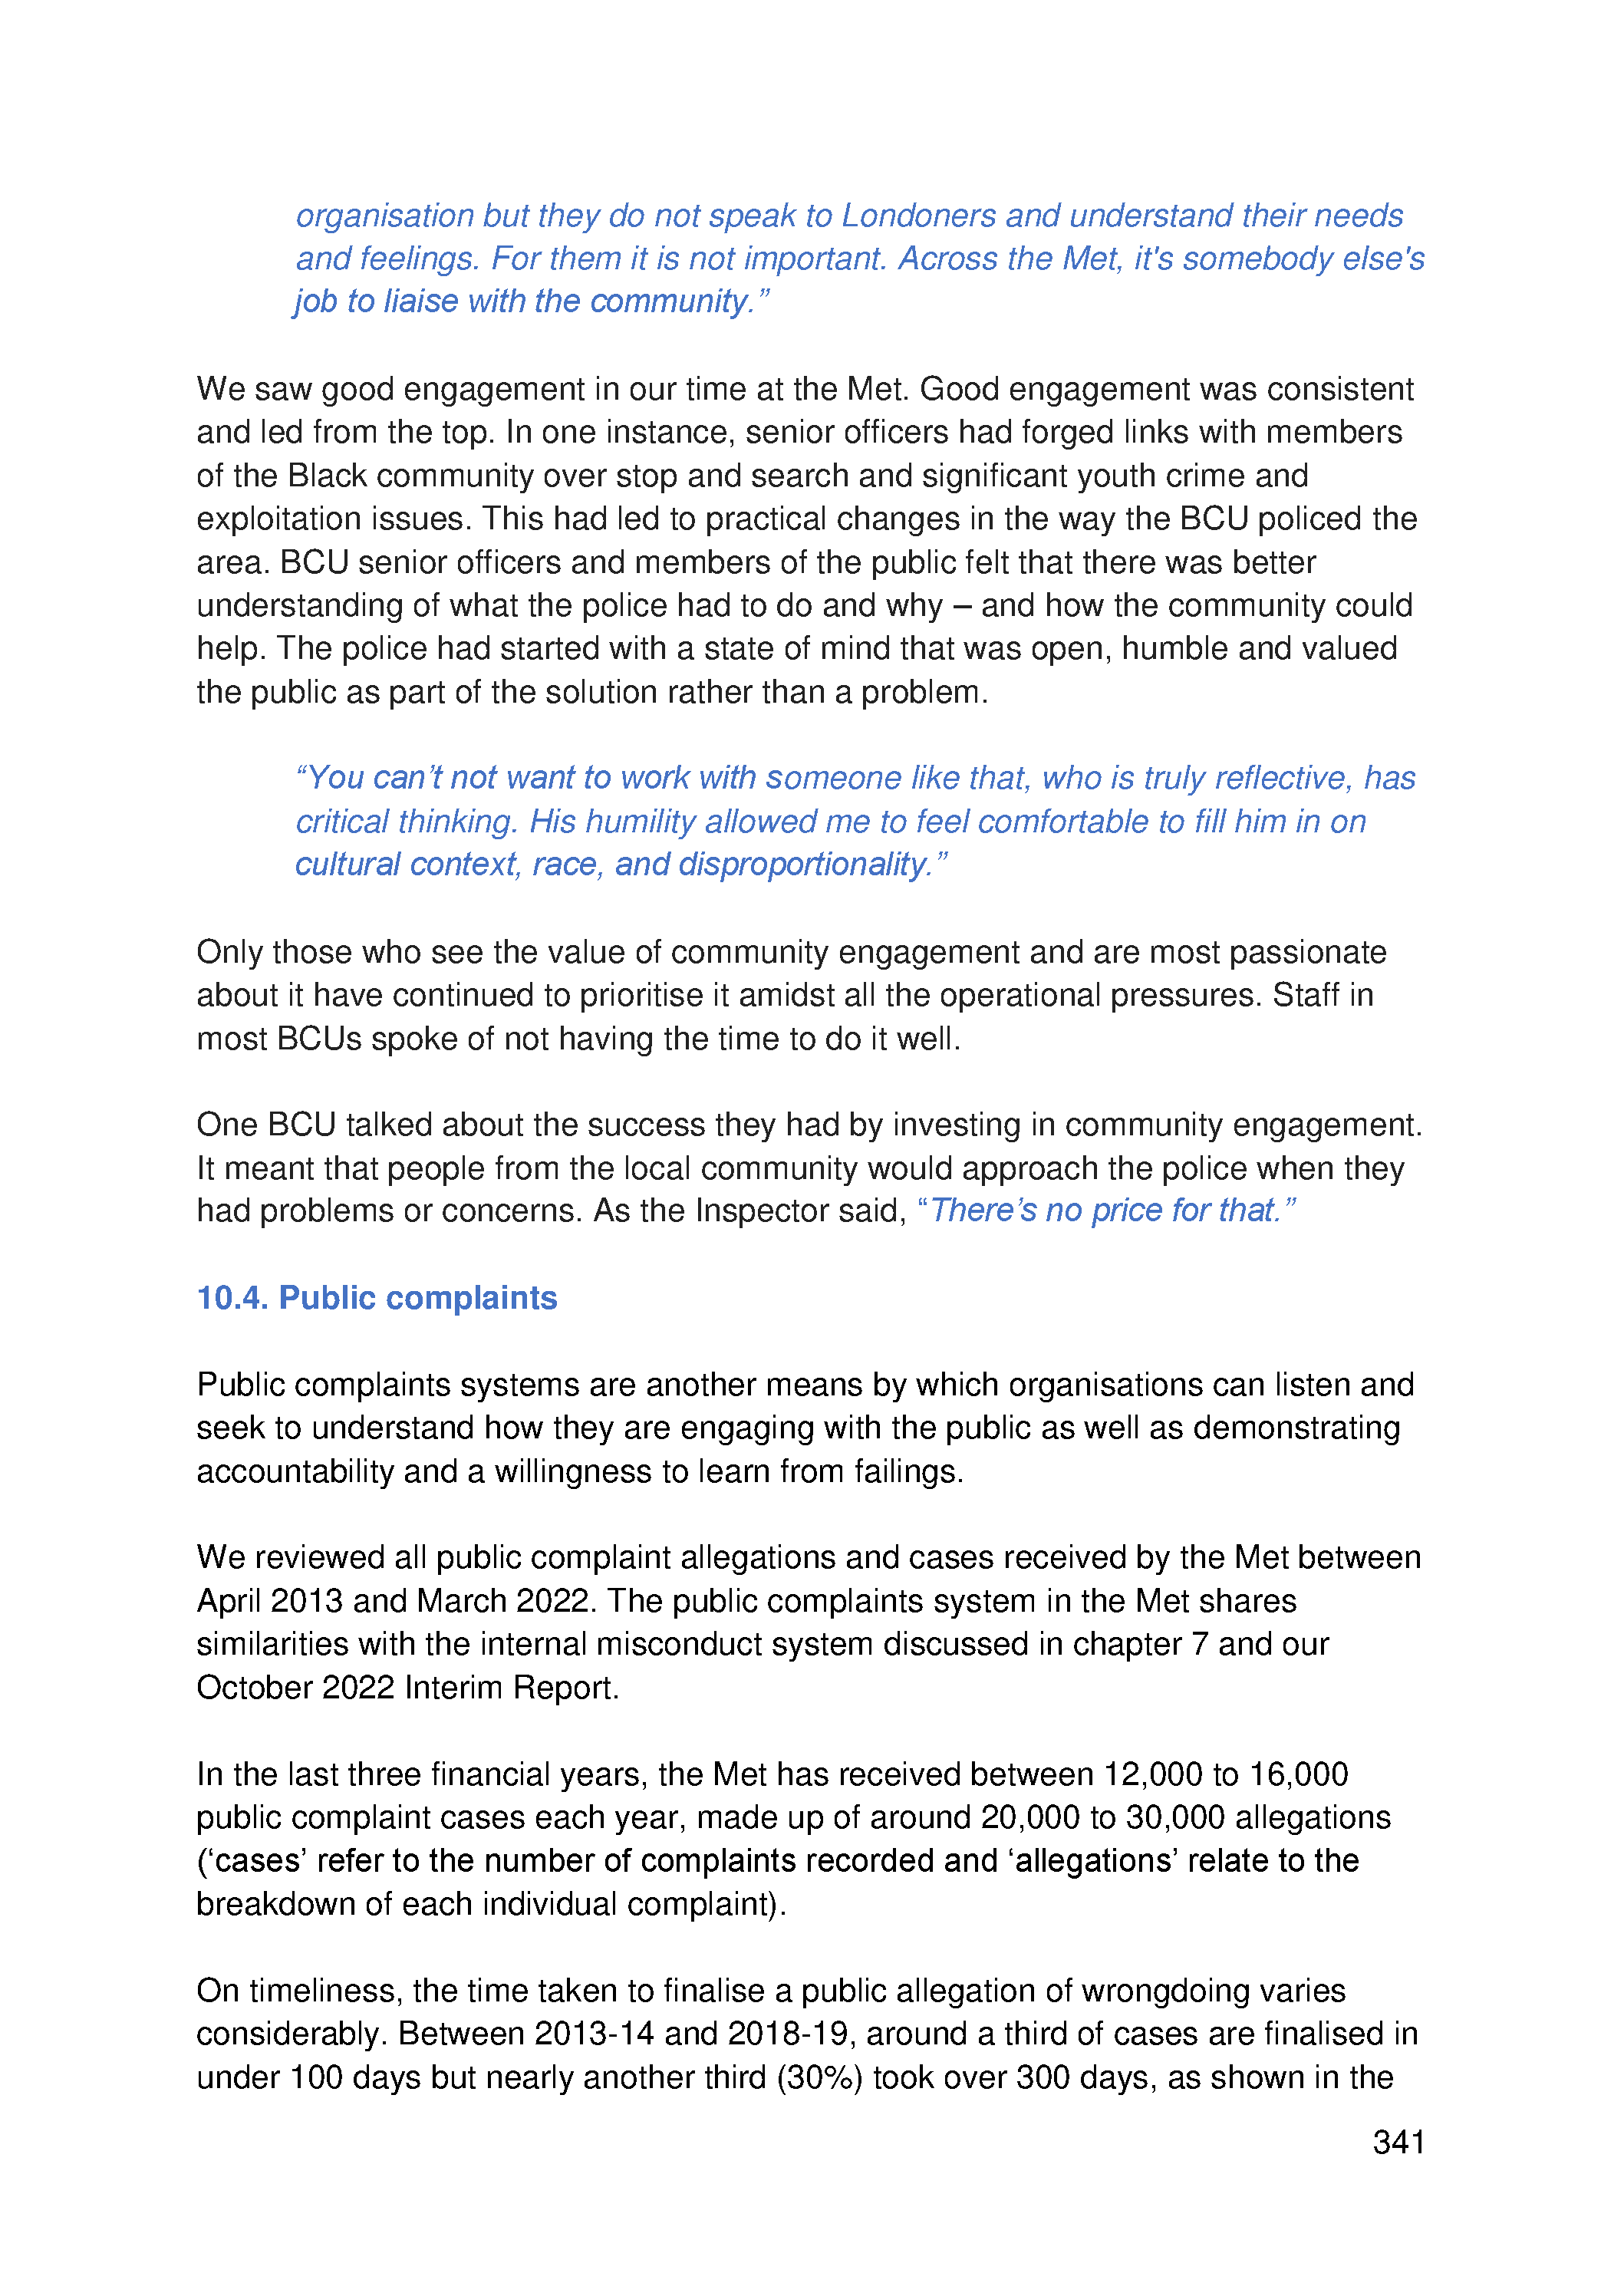 organisation but they do not speak to Londoners and understand their needs
and feelings. For them it is not important. Across the Met, it's somebody else's
job to liaise with the community.”
We saw good engagement in our time at the Met. Good engagement was consistent
and led from the top. In one instance, senior officers had forged links with members
of the Black community over stop and search and significant youth crime and
exploitation issues. This had led to practical changes in the way the BCU policed the
area. BCU senior officers and members of the public felt that there was better
understanding of what the police had to do and why – and how the community could
help. The police had started with a state of mind that was open, humble and valued
the public as part of the solution rather than a problem.
“You can’t not want to work with someone like that, who is truly reflective, has
critical thinking. His humility allowed me to feel comfortable to fill him in on
cultural context, race, and disproportionality.”
Only those who see the value of community engagement and are most passionate
about it have continued to prioritise it amidst all the operational pressures. Staff in
most BCUs spoke of not having the time to do it well.
One BCU talked about the success they had by investing in community engagement.
It meant that people from the local community would approach the police when they
had problems or concerns. As the Inspector said, “There’s no price for that.”
10.4. Public complaints
Public complaints systems are another means by which organisations can listen and
seek to understand how they are engaging with the public as well as demonstrating
accountability and a willingness to learn from failings.
We reviewed all public complaint allegations and cases received by the Met between
April 2013 and March 2022. The public complaints system in the Met shares
similarities with the internal misconduct system discussed in chapter 7 and our
October 2022 Interim Report.
In the last three financial years, the Met has received between 12,000 to 16,000
public complaint cases each year, made up of around 20,000 to 30,000 allegations
(‘cases’ refer to the number of complaints recorded and ‘allegations’ relate to the
breakdown of each individual complaint).
On timeliness, the time taken to finalise a public allegation of wrongdoing varies
considerably. Between 2013-14 and 2018-19, around a third of cases are finalised in
under 100 days but nearly another third (30%) took over 300 days, as shown in the
341